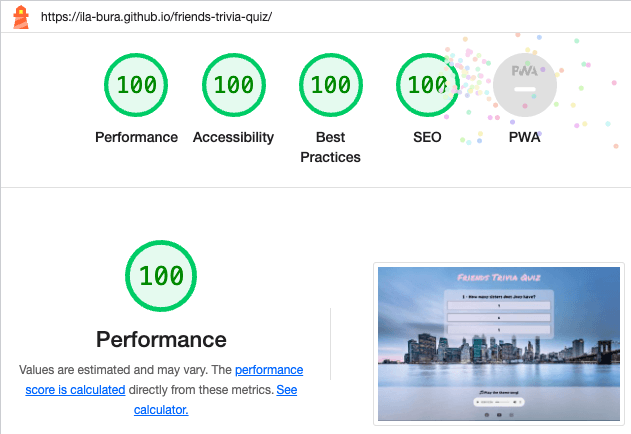 https://ila-bura.github.io/friends-trivia-quiz/
100
100
100
100
PWA
Performance
Accessibility
Best
Practices
SEO
PWA
100
Performance
Values are estimated and may vary. The performance
score is calculated directly from these metrics. See
calculator.
Friends Trivia Quiz
1 - How many sisters does Joey have?